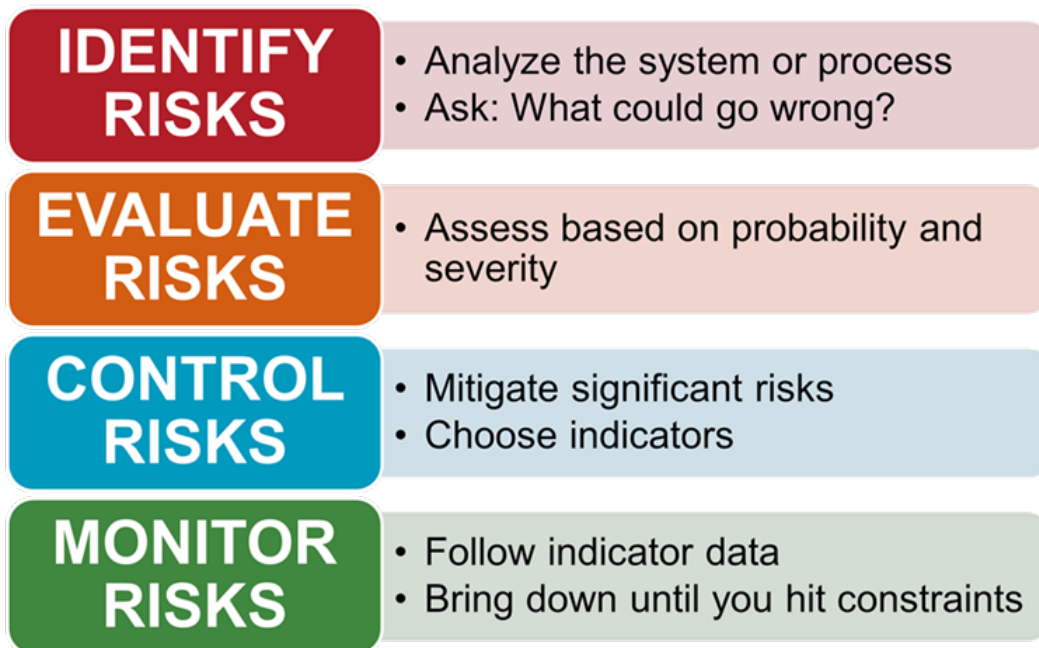 IDENTIFY
RISKS
• Analyze the system or process
• Ask: What could go wrong?
EVALUATE
RISKS
• Assess based on probability and
severity
CONTROL
RISKS
• Mitigate significant risks
• Choose indicators
MONITOR
RISKS
• Follow indicator data
• Bring down until you hit constraints